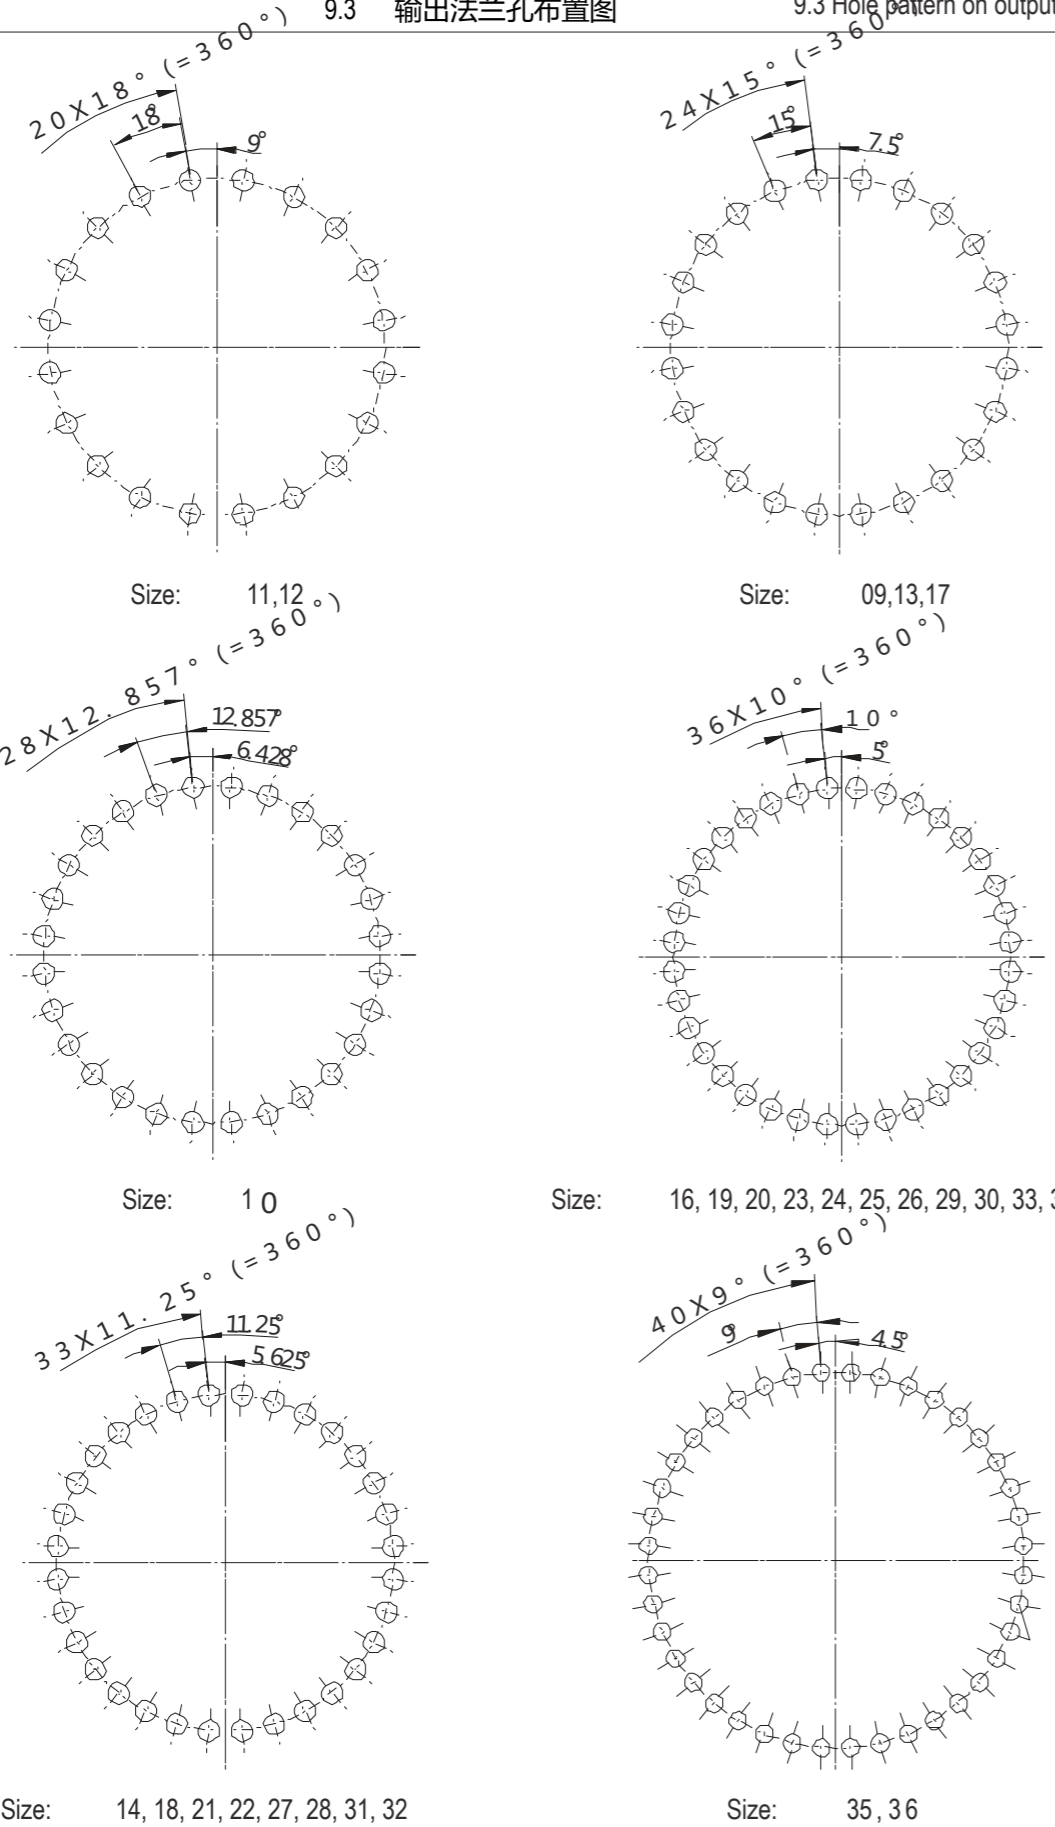 9.3 输出法兰孔布置图 9.3 Hole pattern on output
20X18°(=360°)
18°
9°
24X15°(=360°)
15°
7.5°
Size: 11,12
Size: 09,13,17
28X12.857°(=360°)
12.857°
6.428°
36X10°(=360°)
10°
5°
Size: 10
Size: 16, 19, 20, 23, 24, 25, 26, 29, 30, 33,
33X11.25°(=360°)
11.25°
5.625°
40X9°(=360°)
9°
4.5°
Size: 14, 18, 21, 22, 27, 28, 31, 32
Size: 35,36